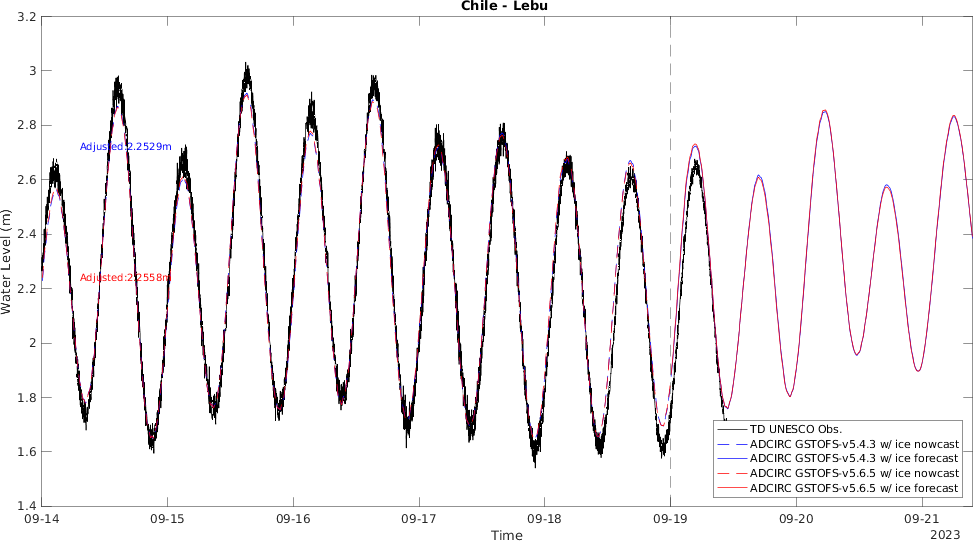 Chile - Lebu
3.2
3
2.8
2.6
2.4
2.2
2
1.8
1.6
1.4
Water Level (m)
Adjusted:2.2529m
Adjusted:2.2558m
TD UNESCO Obs.
ADCIRC GSTOFS-v5.4.3 w/ ice nowcast
ADCIRC GSTOFS-v5.4.3 w/ ice forecast
ADCIRC GSTOFS-v5.6.5 w/ ice nowcast
ADCIRC GSTOFS-v5.6.5 w/ ice forecast
09-14 09-15 09-16 09-17 09-18 09-19 09-20 09-21
Time
2023